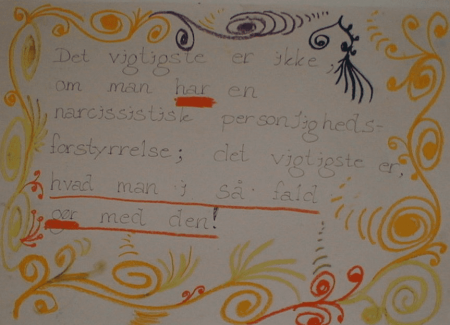 Det vigtigste er ikke,
om man har en
narcissistisk personligheds-
forstyrrelse; det vigtigste er,
hvad man i så fald
gør med den!